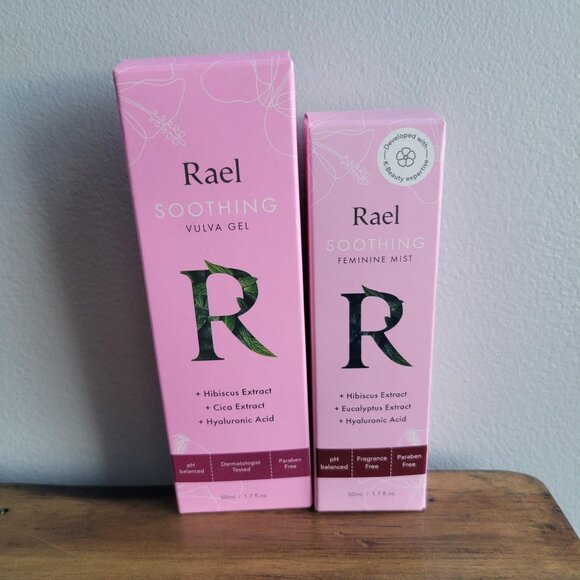 Rael
SOOTHING
VULVA GEL
R
+ Hibiscus Extract
+ Cica Extract
+ Hyaluronic Acid
pH
balanced
Dermatologist
Tested
Paraben
Free
50ml / 1.7 fl.oz
Developed with
K-Beauty expertise
Rael
SOOTHING
FEMININE MIST
R
+ Hibiscus Extract
+ Eucalyptus Extract
+ Hyaluronic Acid
pH
balanced
Fragrance
Free
Paraben
Free
50ml / 1.7 fl.oz